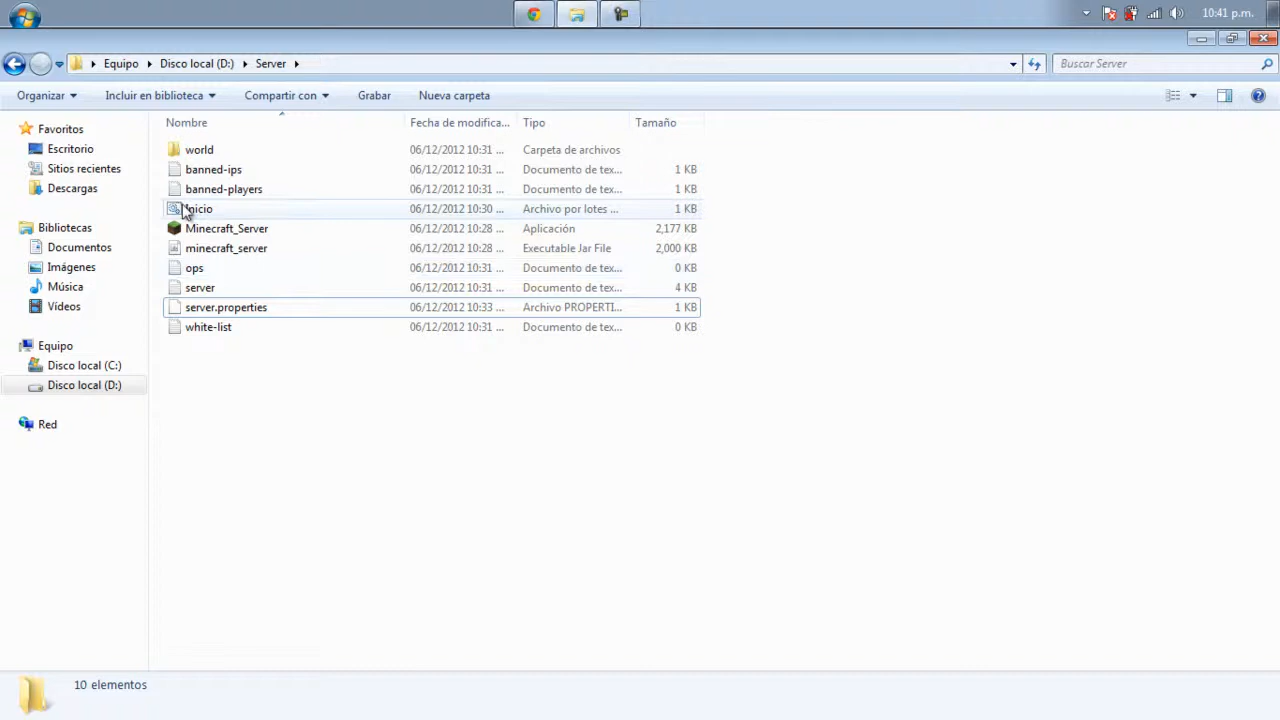 10:41 p.m.
Equipo Disco local (D:) Server
Buscar Server
Organizar Incluir en biblioteca Compartir con Grabar Nueva carpeta
Nombre Fecha de modifica... Tipo Tamaño
Favoritos
Escritorio
Sitios recientes
Descargas
Bibliotecas
Documentos
Imágenes
Música
Vídeos
Equipo
Disco local (C:)
Disco local (D:)
Red
world 06/12/2012 10:31 ... Carpeta de archivos
banned-ips 06/12/2012 10:31 ... Documento de tex... 1 KB
banned-players 06/12/2012 10:31 ... Documento de tex... 1 KB
Inicio 06/12/2012 10:30 ... Archivo por lotes ... 1 KB
Minecraft_Server 06/12/2012 10:28 ... Aplicación 2,177 KB
minecraft_server 06/12/2012 10:28 ... Executable Jar File 2,000 KB
ops 06/12/2012 10:31 ... Documento de tex... 0 KB
server 06/12/2012 10:31 ... Documento de tex... 4 KB
server.properties 06/12/2012 10:33 ... Archivo PROPERTI... 1 KB
white-list 06/12/2012 10:31 ... Documento de tex... 0 KB
10 elementos